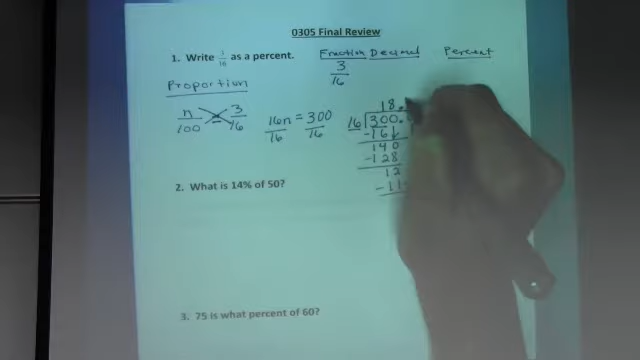 0305 Final Review
1. Write 3/16 as a percent.
Fraction Decimal Percent
3/16
Proportion
n/100 = 3/16
16n = 300
16 16
18.
16 300.
-16↓
140
-128
12
-11
2. What is 14% of 50?
3. 75 is what percent of 60?